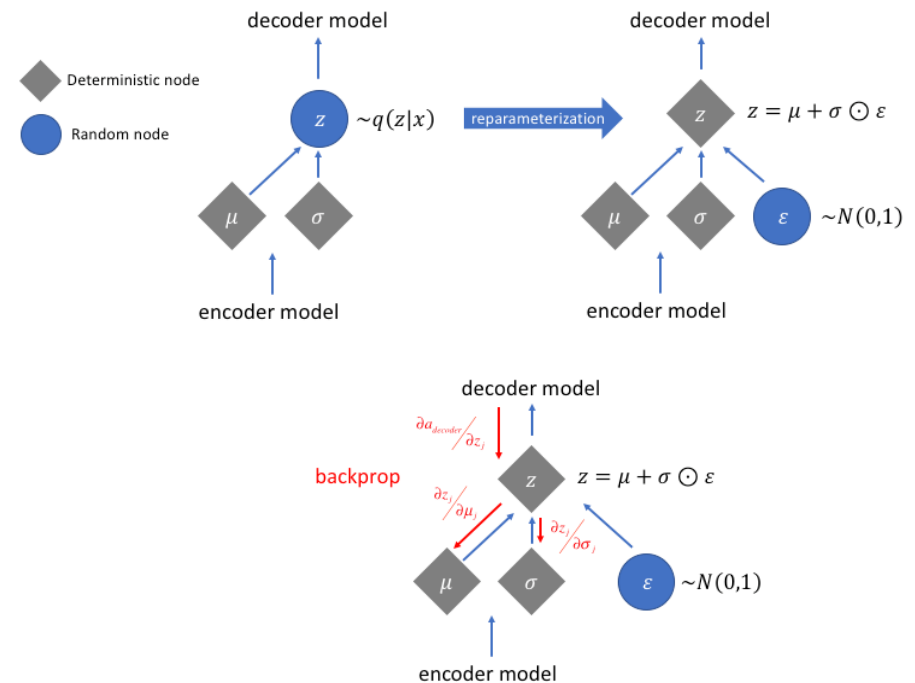 decoder model
Deterministic node
Random node
z ~q(z|x)
μ σ
encoder model
reparameterization
decoder model
z z = μ + σ ⊙ ε
μ σ ε ~N(0,1)
encoder model
decoder model
∂a_decoder/∂z_j
backprop
z z = μ + σ ⊙ ε
∂z_j/∂μ_j
∂z_j/∂σ_j
μ σ ε ~N(0,1)
encoder model